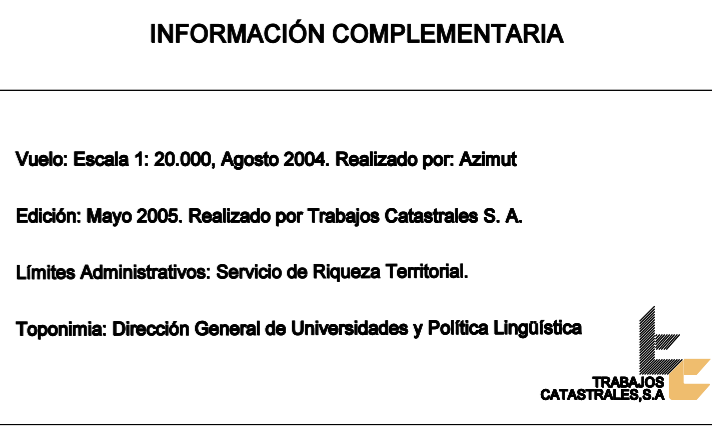 INFORMACIÓN COMPLEMENTARIA
Vuelo: Escala 1: 20.000, Agosto 2004. Realizado por: Azimut
Edición: Mayo 2005. Realizado por Trabajos Catastrales S. A.
Límites Administrativos: Servicio de Riqueza Territorial.
Toponimia: Dirección General de Universidades y Política Lingüística
TRABAJOS
CATASTRALES,S.A